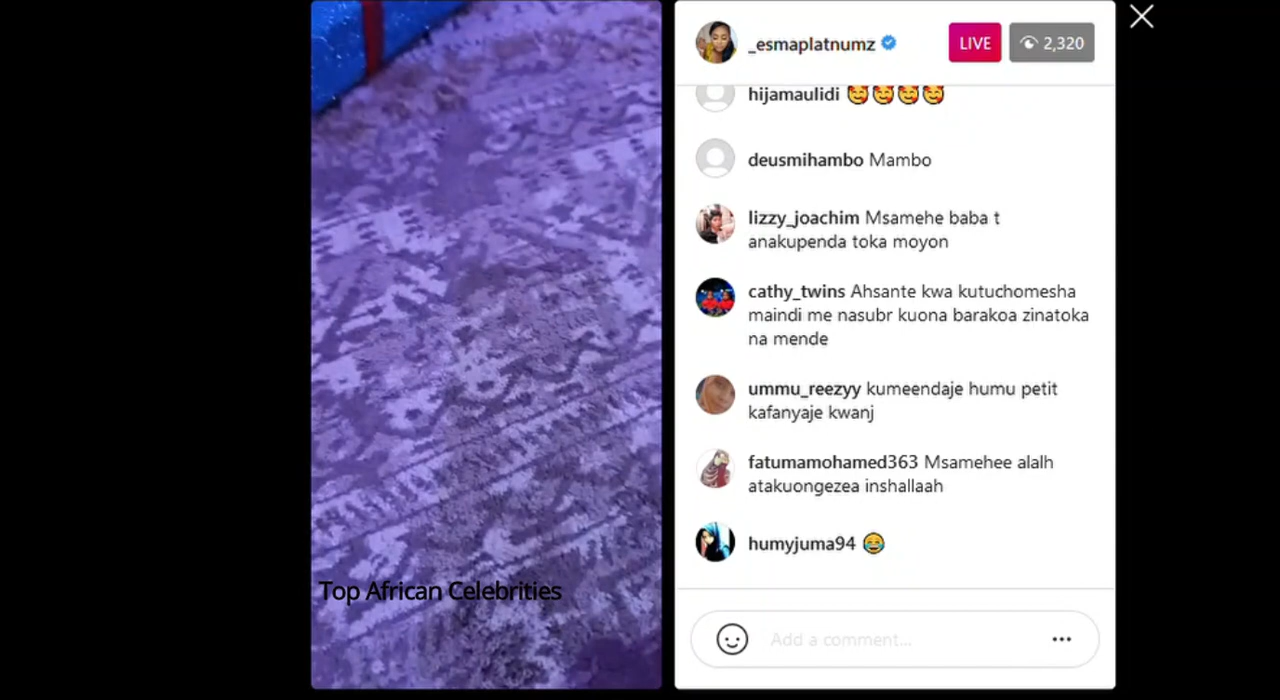 _esmaplatnumz
LIVE
2,320
hijamaulidi 🥰🥰🥰🥰
deusmihambo Mambo
lizzy_joachim Msamehe baba t
anakupenda toka moyon
cathy_twins Ahsante kwa kutuchomesha
maindi me nasubr kuona barakoa zinatoka
na mende
ummu_reezyy kumeendaje humu petit
kafanyaje kwanj
fatumamohamed363 Msamehee alalh
atakuongezea inshallaah
humyjuma94 😂
Top African Celebrities
Add a comment...